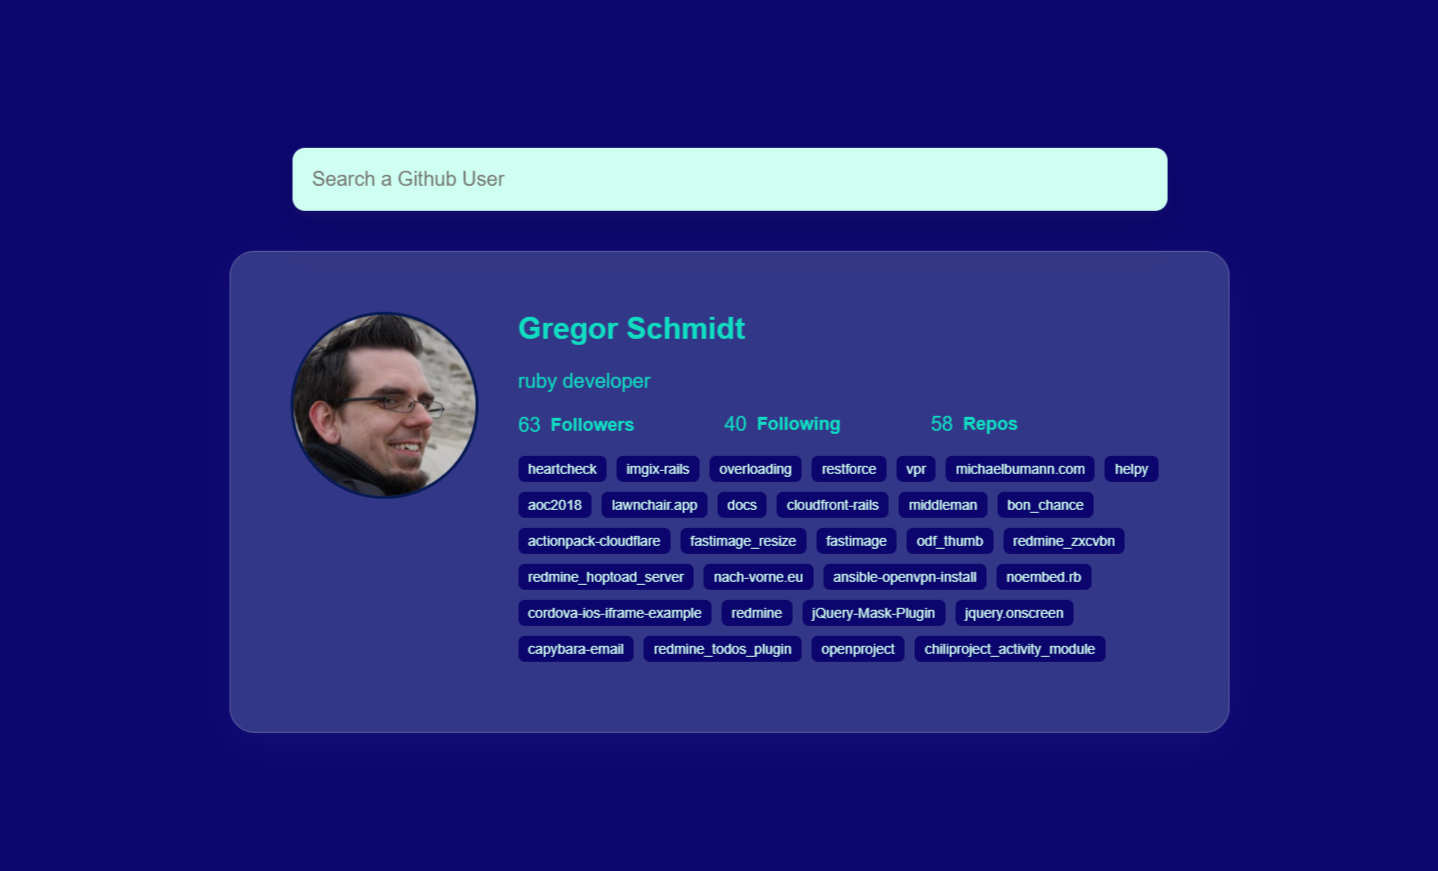 Search a Github User
Gregor Schmidt
ruby developer
63 Followers 40 Following 58 Repos
heartcheck imgix-rails overloading restforce vpr michaelbumann.com helpy
aoc2018 lawnchair.app docs cloudfront-rails middleman bon_chance
actionpack-cloudflare fastimage_resize fastimage odf_thumb redmine_zxcvbn
redmine_hoptoad_server nach-vorne.eu ansible-openvpn-install noembed.rb
cordova-ios-iframe-example redmine jQuery-Mask-Plugin jquery.onscreen
capybara-email redmine_todos_plugin openproject chiliproject_activity_module